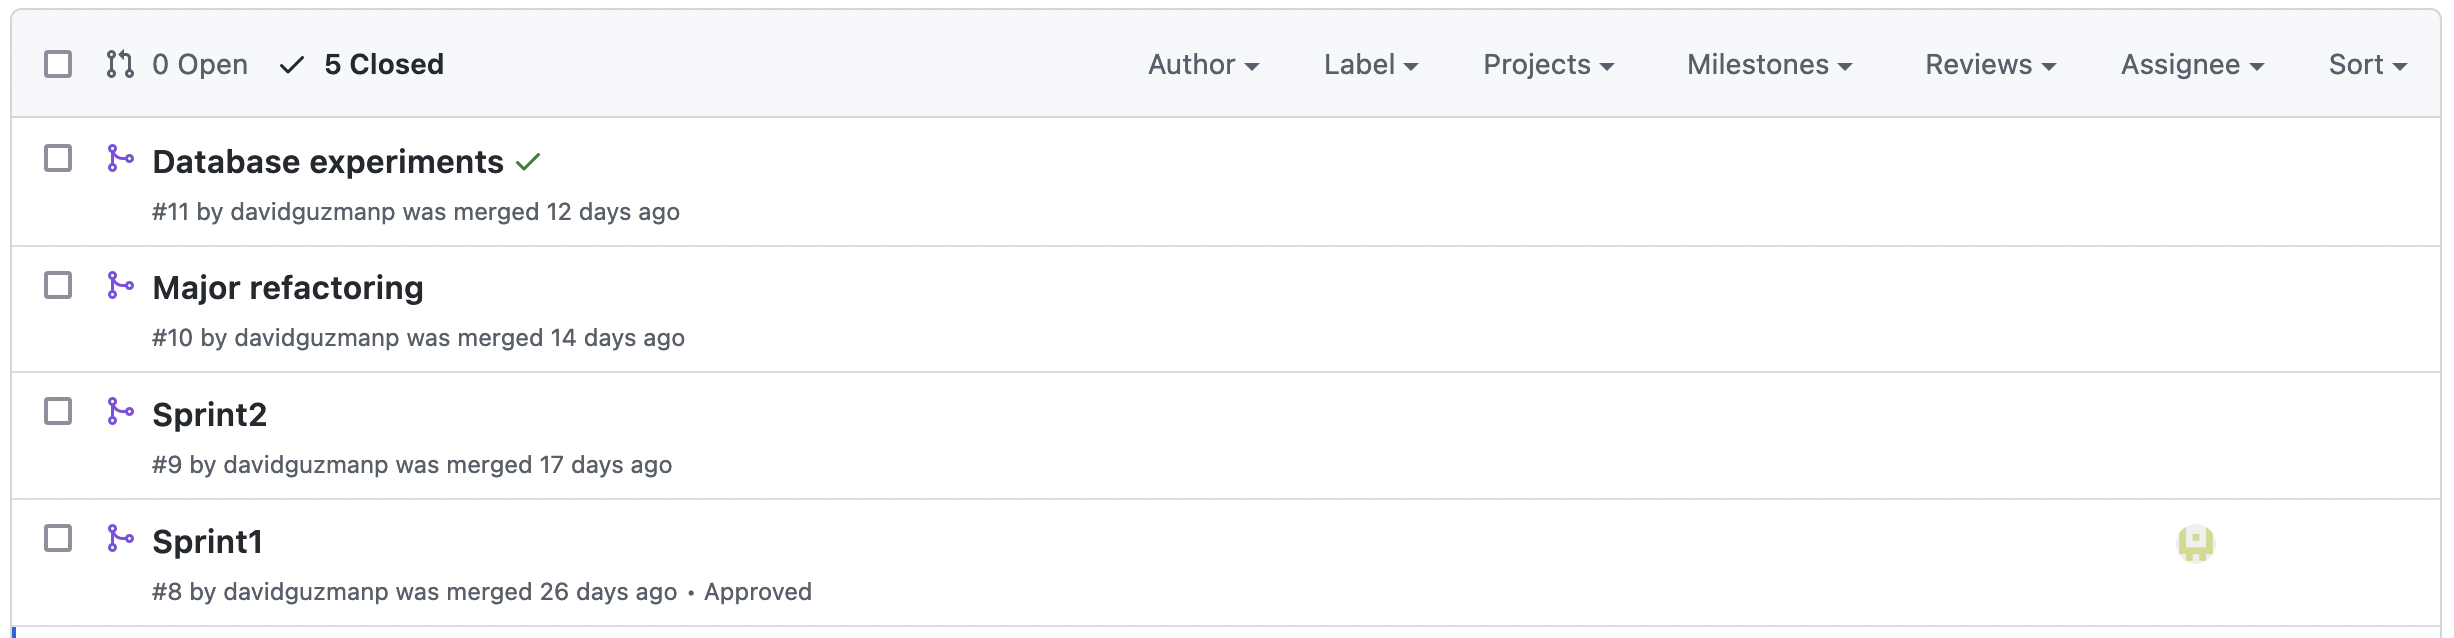 0 Open 5 Closed Author Label Projects Milestones Reviews Assignee Sort
Database experiments
#11 by davidguzmanp was merged 12 days ago
Major refactoring
#10 by davidguzmanp was merged 14 days ago
Sprint2
#9 by davidguzmanp was merged 17 days ago
Sprint1
#8 by davidguzmanp was merged 26 days ago • Approved